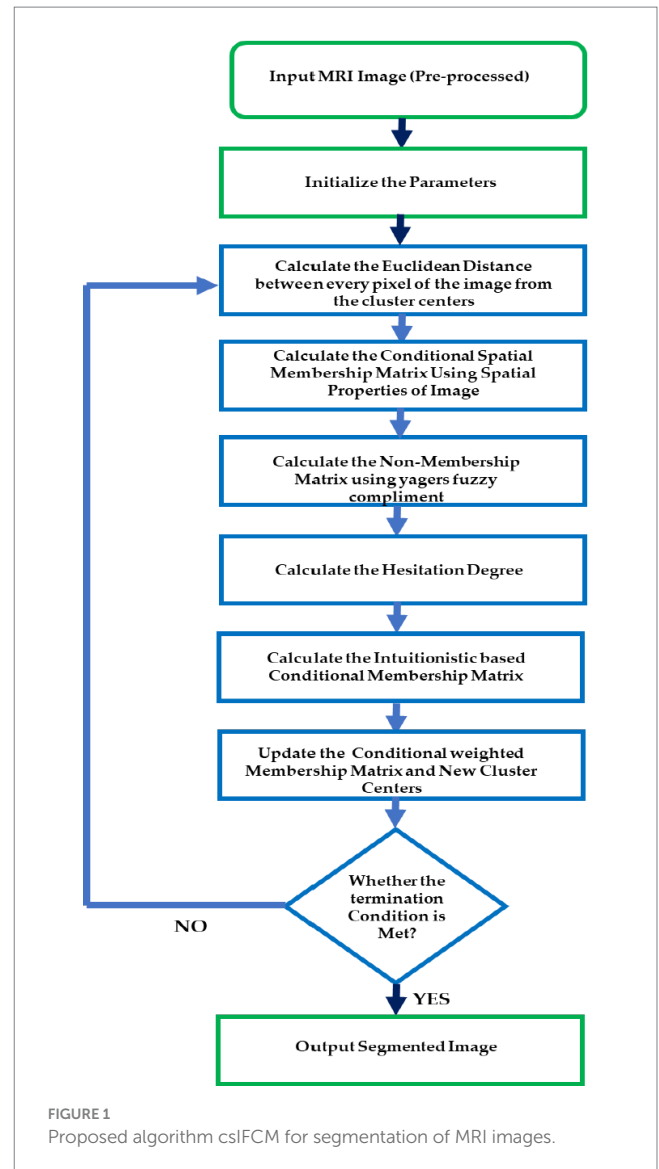 Input MRI Image (Pre-processed)
Initialize the Parameters
Calculate the Euclidean Distance
between every pixel of the image from
the cluster centers
Calculate the Conditional Spatial
Membership Matrix Using Spatial
Properties of Image
Calculate the Non-Membership
Matrix using yagers fuzzy
compliment
Calculate the Hesitation Degree
Calculate the Intuitionistic based
Conditional Membership Matrix
Update the Conditional weighted
Membership Matrix and New Cluster
Centers
Whether the
termination
Condition is
Met?
NO
YES
Output Segmented Image
FIGURE 1
Proposed algorithm csIFCM for segmentation of MRI images.